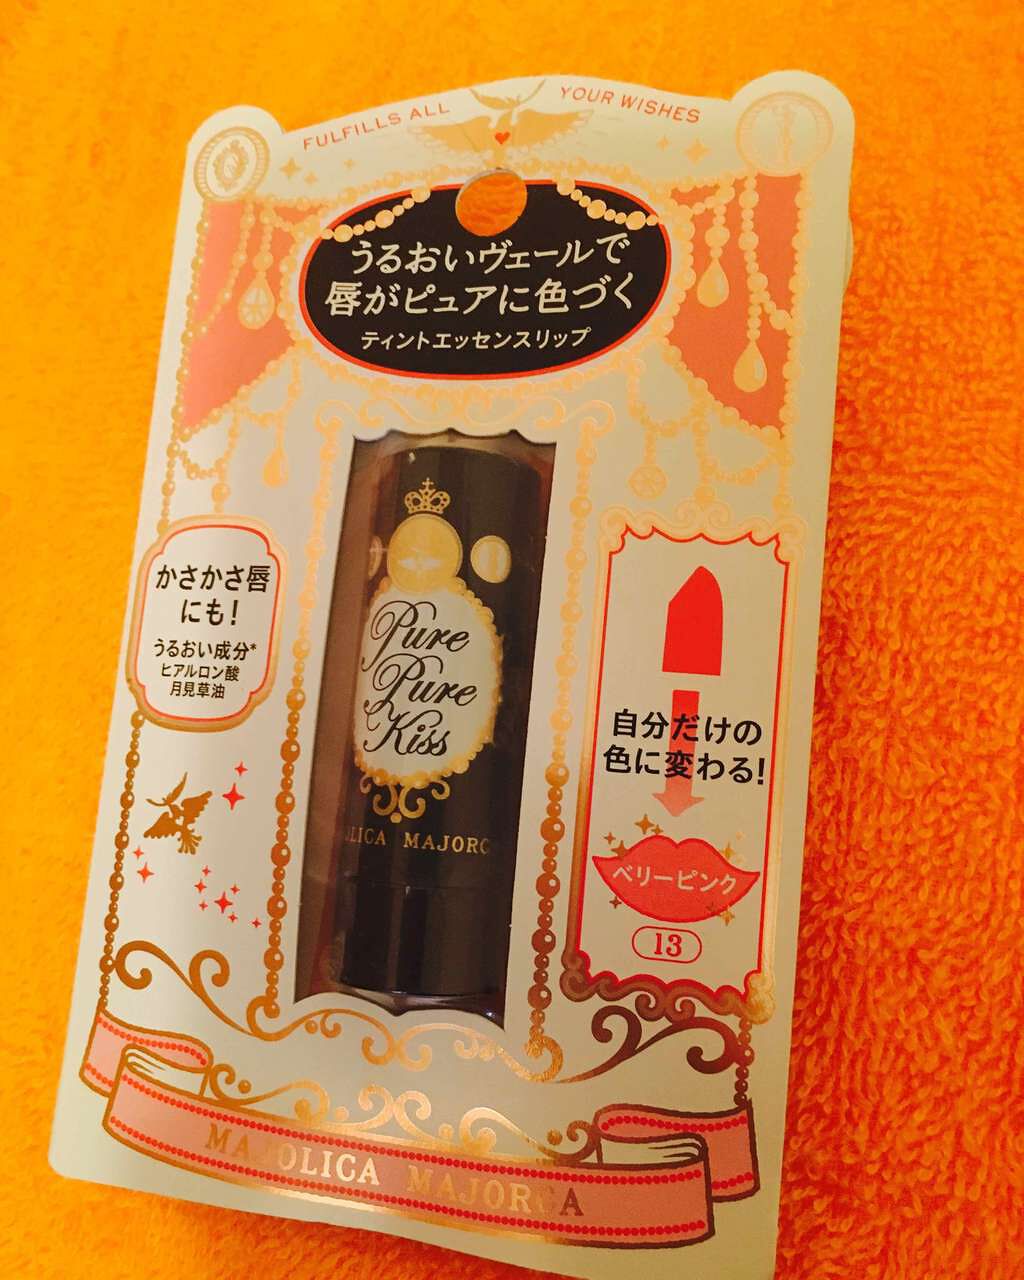 FULFILLS ALL YOUR WISHES
うるおいヴェールで
唇がピュアに色づく
ティントエッセンスリップ
かさかさ唇
にも!
うるおい成分*
ヒアルロン酸
月見草油
Pure
Pure
Kiss
OLICA MAJORC
自分だけの
色に変わる!
ベリーピンク
13
MAJOLICA MAJORCA